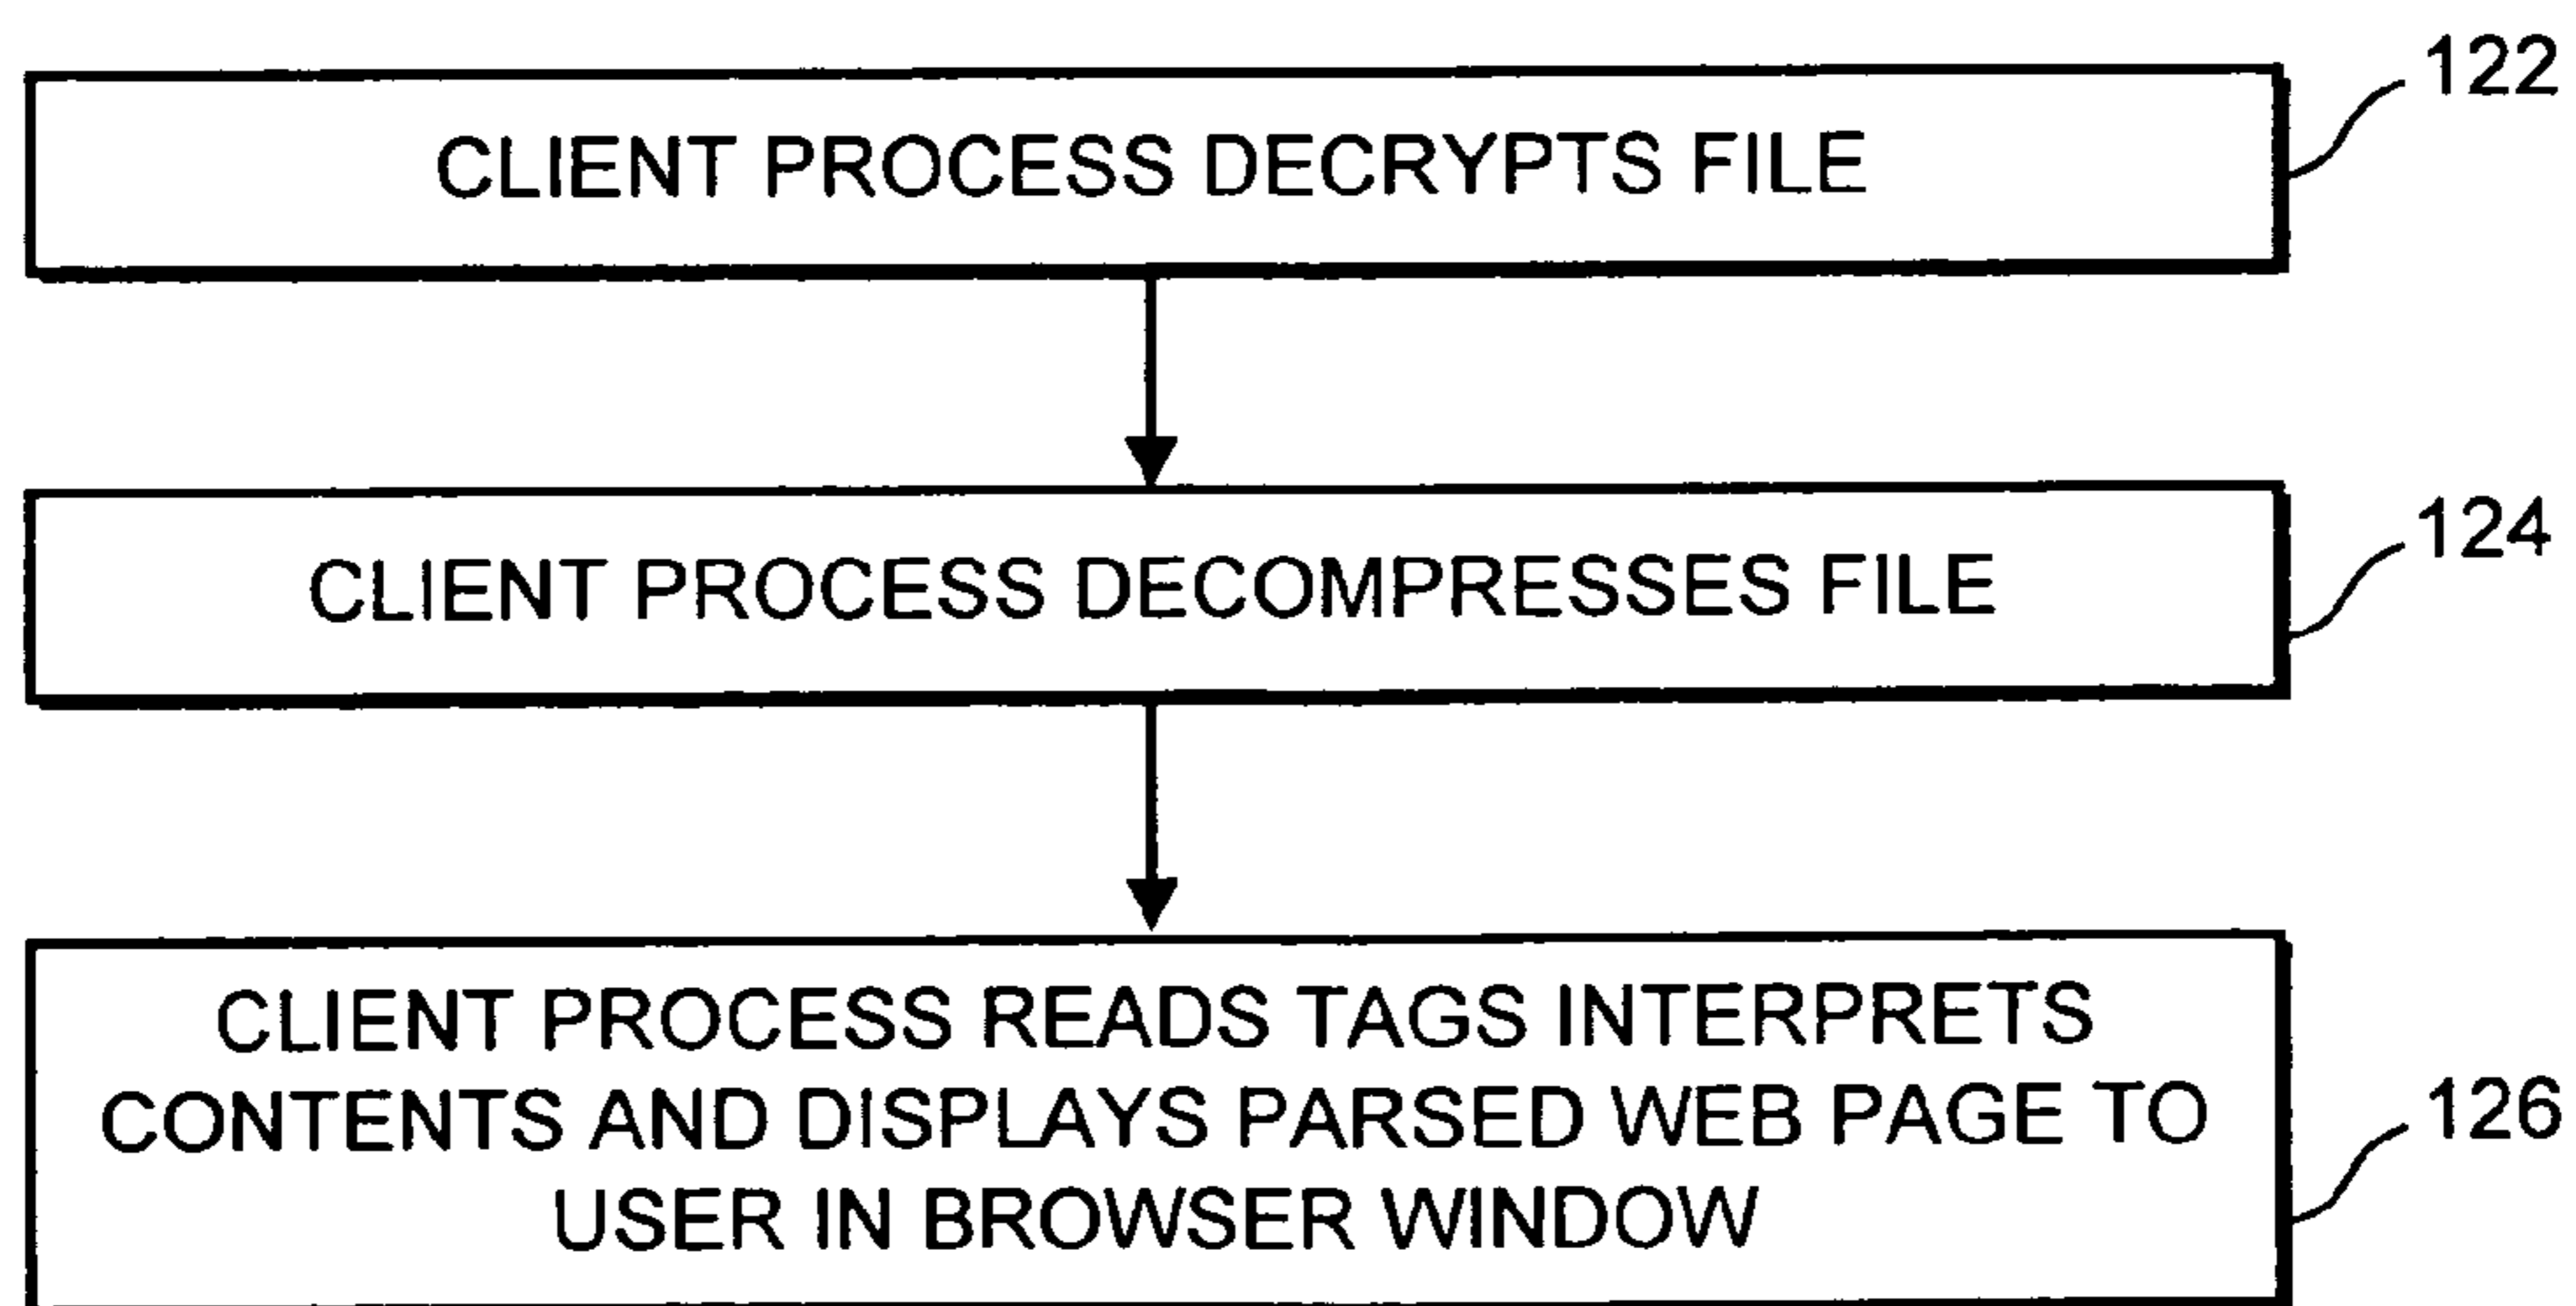 122
CLIENT PROCESS DECRYPTS FILE
124
CLIENT PROCESS DECOMPRESSES FILE
CLIENT PROCESS READS TAGS INTERPRETS
CONTENTS AND DISPLAYS PARSED WEB PAGE TO
126
USER IN BROWSER WINDOW